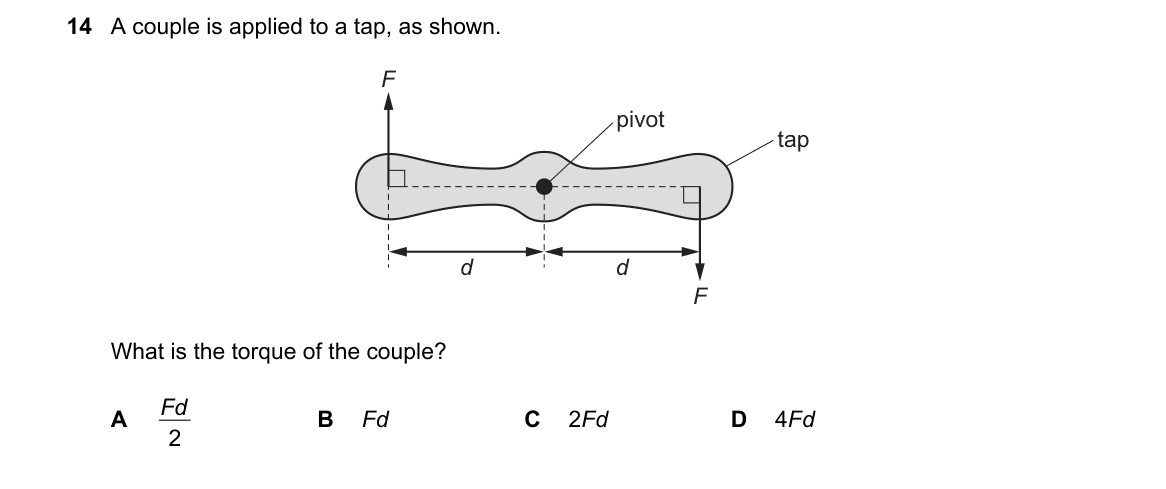 14 A couple is applied to a tap, as shown.
F
pivot
tap
d d
F
What is the torque of the couple?
A Fd/2 B Fd C 2Fd D 4Fd